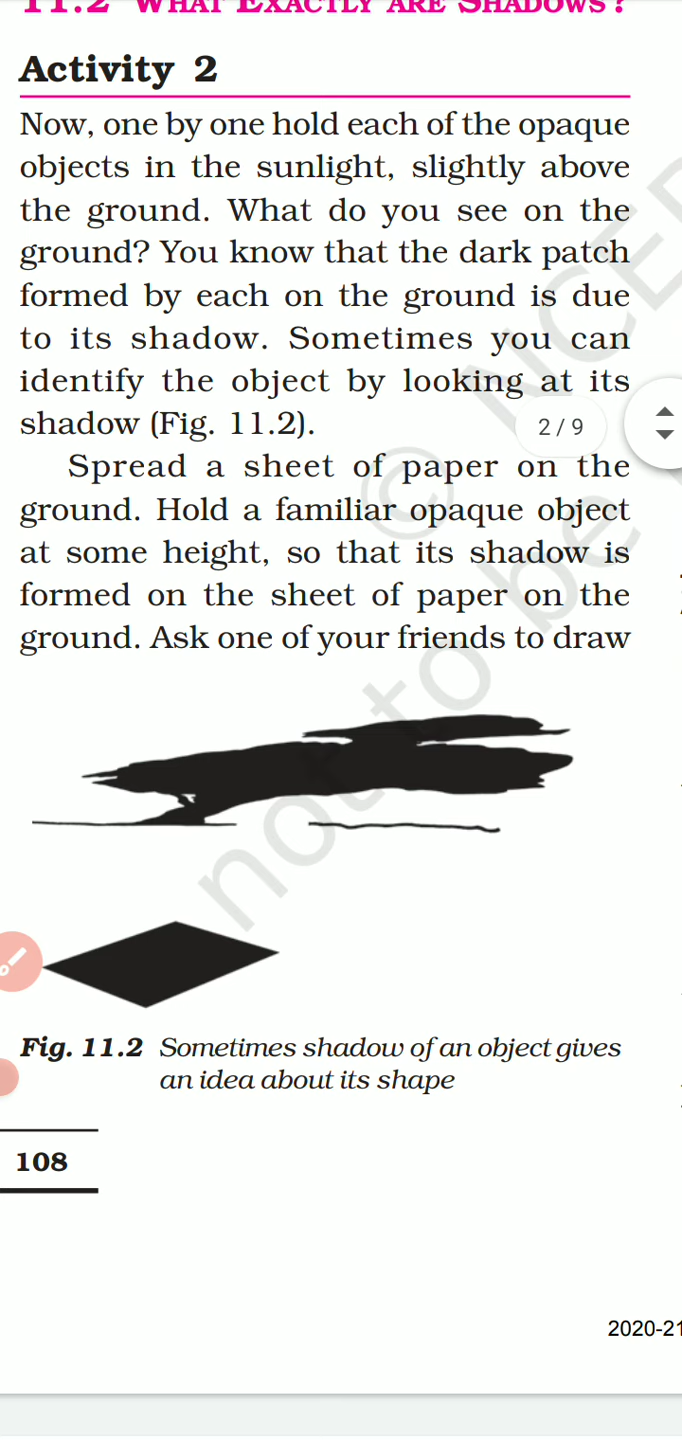 11.2 WHAT EXACTLY ARE SHADOWS?
Activity 2
Now, one by one hold each of the opaque
objects in the sunlight, slightly above
the ground. What do you see on the
ground? You know that the dark patch
formed by each on the ground is due
to its shadow. Sometimes you can
identify the object by looking at its
shadow (Fig. 11.2).
2/9
Spread a sheet of paper on the
ground. Hold a familiar opaque object
at some height, so that its shadow is
formed on the sheet of paper on the
ground. Ask one of your friends to draw
© NCE
not to be
Fig. 11.2 Sometimes shadow of an object gives
an idea about its shape
108
2020-21